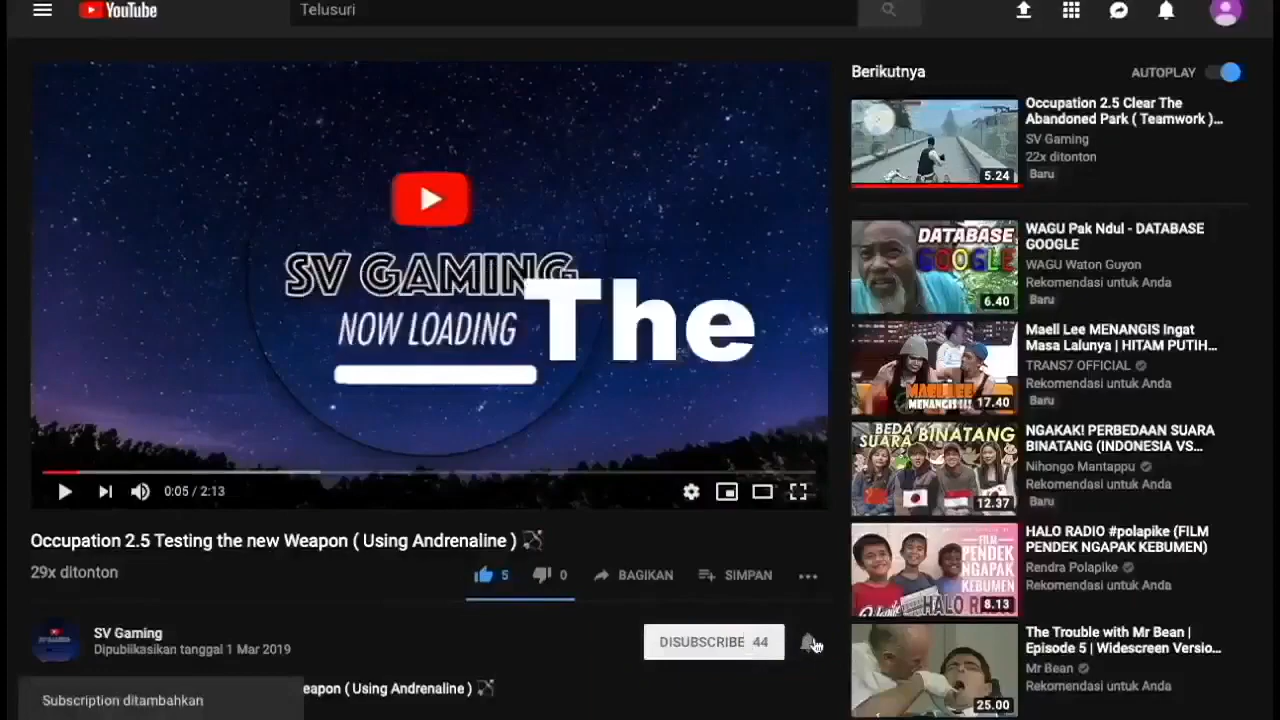 YouTube
Telusuri
SV GAMING
NOW LOADING
The
0:05 / 2:13
Occupation 2.5 Testing the new Weapon ( Using Andrenaline )
29x ditonton
5
0
BAGIKAN
SIMPAN
SV Gaming
Dipubiikasikan tanggal 1 Mar 2019
DISUBSCRIBE 44
eapon ( Using Andrenaline )
Subscription ditambahkan
Berikutnya
AUTOPLAY
5.24
Occupation 2.5 Clear The
Abandoned Park ( Teamwork )...
SV Gaming
22x ditonton
Baru
DATABASE
GOOGLE
6.40
WAGU Pak Ndul - DATABASE
GOOGLE
WAGU Waton Guyon
Rekomendasi untuk Anda
Baru
MAELL LEE
MENANGIS!!!
17.40
Maell Lee MENANGIS Ingat
Masa Lalunya | HITAM PUTIH...
TRANS7 OFFICIAL
Rekomendasi untuk Anda
Baru
BEDA
SUARA BINATANG
12.37
NGAKAK! PERBEDAAN SUARA
BINATANG (INDONESIA VS...
Nihongo Mantappu
Rekomendasi untuk Anda
Baru
FILM
PENDEK
NGAPAK
KEBUMEN
HALO
8.13
HALO RADIO #polapike (FILM
PENDEK NGAPAK KEBUMEN)
Rendra Polapike
Rekomendasi untuk Anda
25.00
The Trouble with Mr Bean |
Episode 5 | Widescreen Versio...
Mr Bean
Rekomendasi untuk Anda